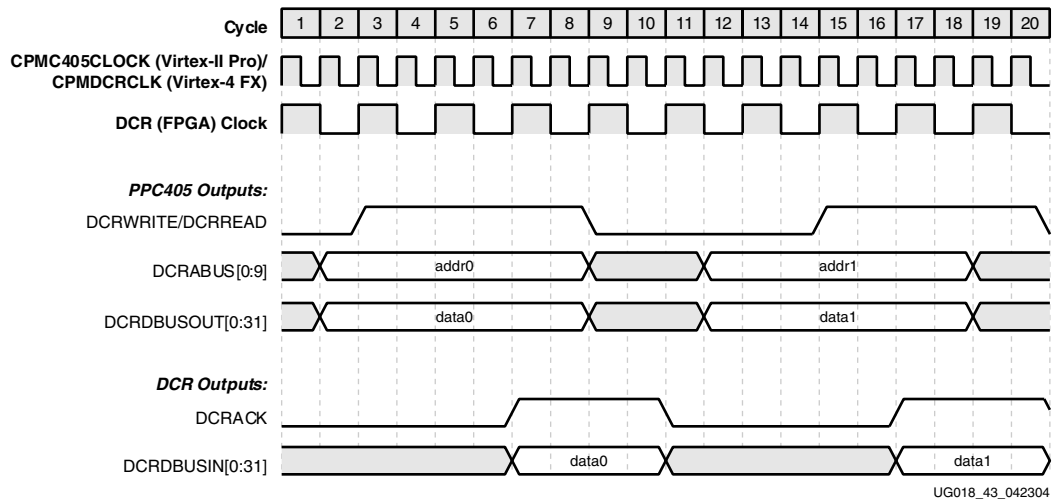 Cycle 1 2 3 4 5 6 7 8 9 10 11 12 13 14 15 16 17 18 19 20
CPMC405CLOCK (Virtex-II Pro)/
CPMDCRCLK (Virtex-4 FX)
DCR (FPGA) Clock
PPC405 Outputs:
DCRWRITE/DCRREAD
DCRABUS[0:9] addr0 addr1
DCRDBUSOUT[0:31] data0 data1
DCR Outputs:
DCRACK
DCRDBUSIN[0:31] data0 data1
UG018_43_042304